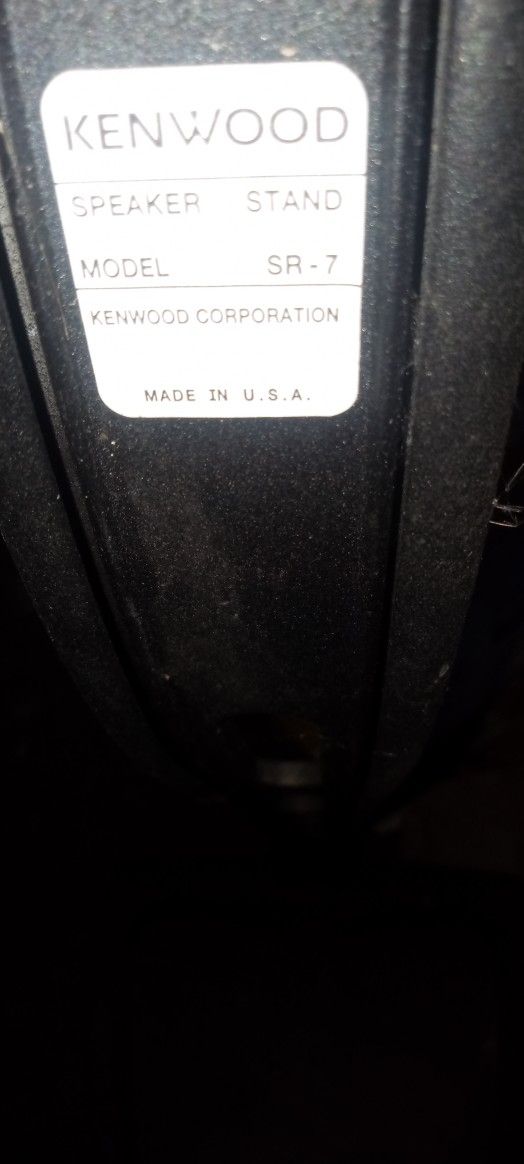 KENWOOD
SPEAKER STAND
MODEL SR-7
KENWOOD CORPORATION
MADE IN U.S.A.